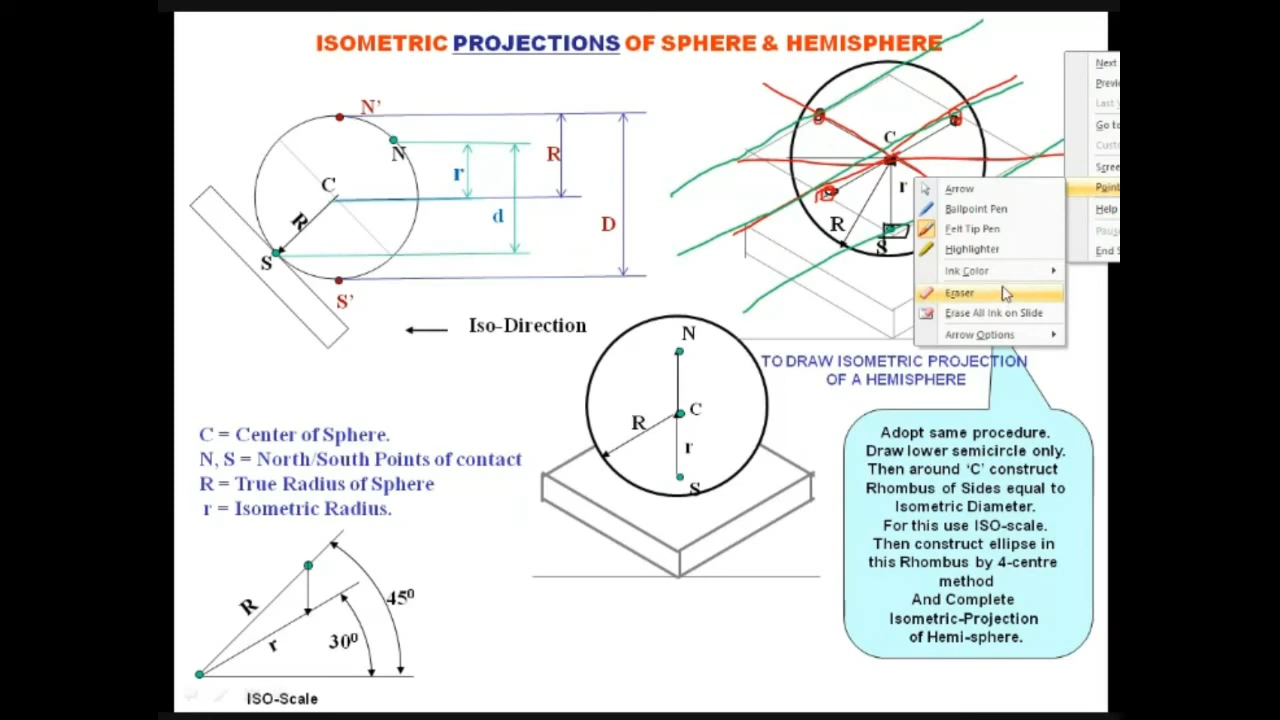 ISOMETRIC PROJECTIONS OF SPHERE & HEMISPHERE
N'
N
C
R
S
S'
r
d
R
D
Iso-Direction
C
r
R
S
Next
Arrow
Ballpoint Pen
Felt Tip Pen
Highlighter
Ink Color
Eraser
Erase All Ink on Slide
Arrow Options
Help
N
C
R
r
S
TO DRAW ISOMETRIC PROJECTION
OF A HEMISPHERE
C = Center of Sphere.
N, S = North/South Points of contact
R = True Radius of Sphere
r = Isometric Radius.
Adopt same procedure.
Draw lower semicircle only.
Then around ‘C’ construct
Rhombus of Sides equal to
Isometric Diameter.
For this use ISO-scale.
Then construct ellipse in
this Rhombus by 4-centre
method
And Complete
Isometric-Projection
of Hemi-sphere.
R
r
45⁰
30⁰
ISO-Scale